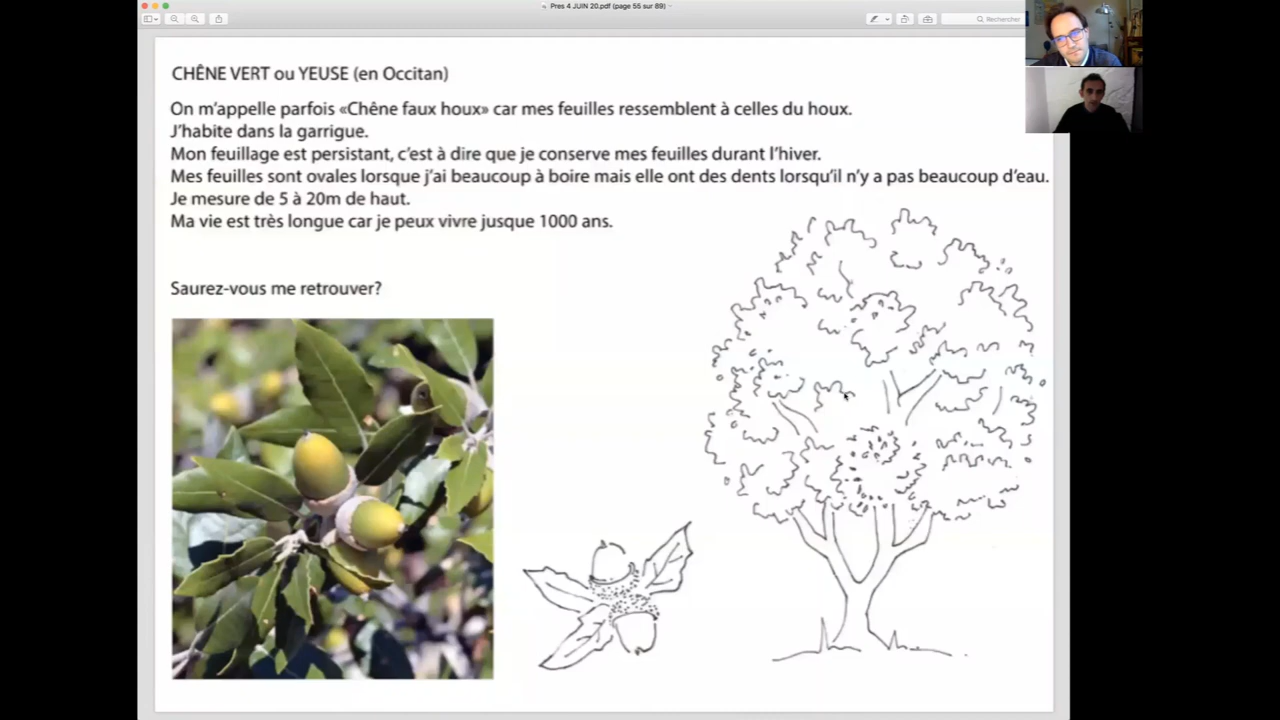 Pres 4 JUIN 20.pdf (page 55 sur 89)
Rechercher
CHÊNE VERT ou YEUSE (en Occitan)
On m'appelle parfois «Chêne faux houx» car mes feuilles ressemblent à celles du houx.
J'habite dans la garrigue.
Mon feuillage est persistant, c'est à dire que je conserve mes feuilles durant l'hiver.
Mes feuilles sont ovales lorsque j'ai beaucoup à boire mais elle ont des dents lorsqu'il n'y a pas beaucoup d'eau.
Je mesure de 5 à 20m de haut.
Ma vie est très longue car je peux vivre jusque 1000 ans.
Saurez-vous me retrouver?